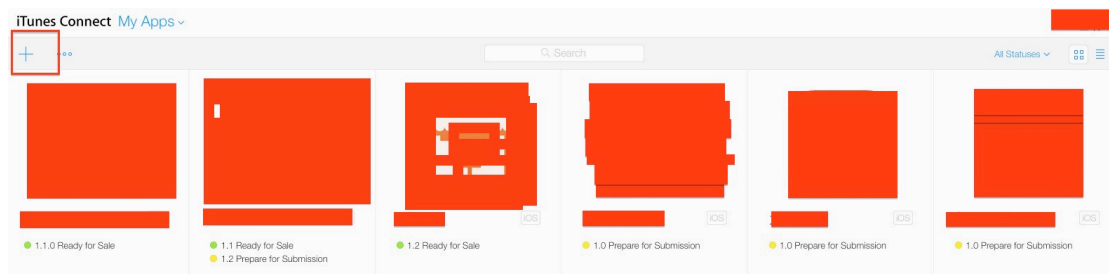 iTunes Connect My Apps
Search
All Statuses
iOS
iOS
iOS
iOS
1.1.0 Ready for Sale
1.1 Ready for Sale
1.2 Prepare for Submission
1.2 Ready for Sale
1.0 Prepare for Submission
1.0 Prepare for Submission
1.0 Prepare for Submission